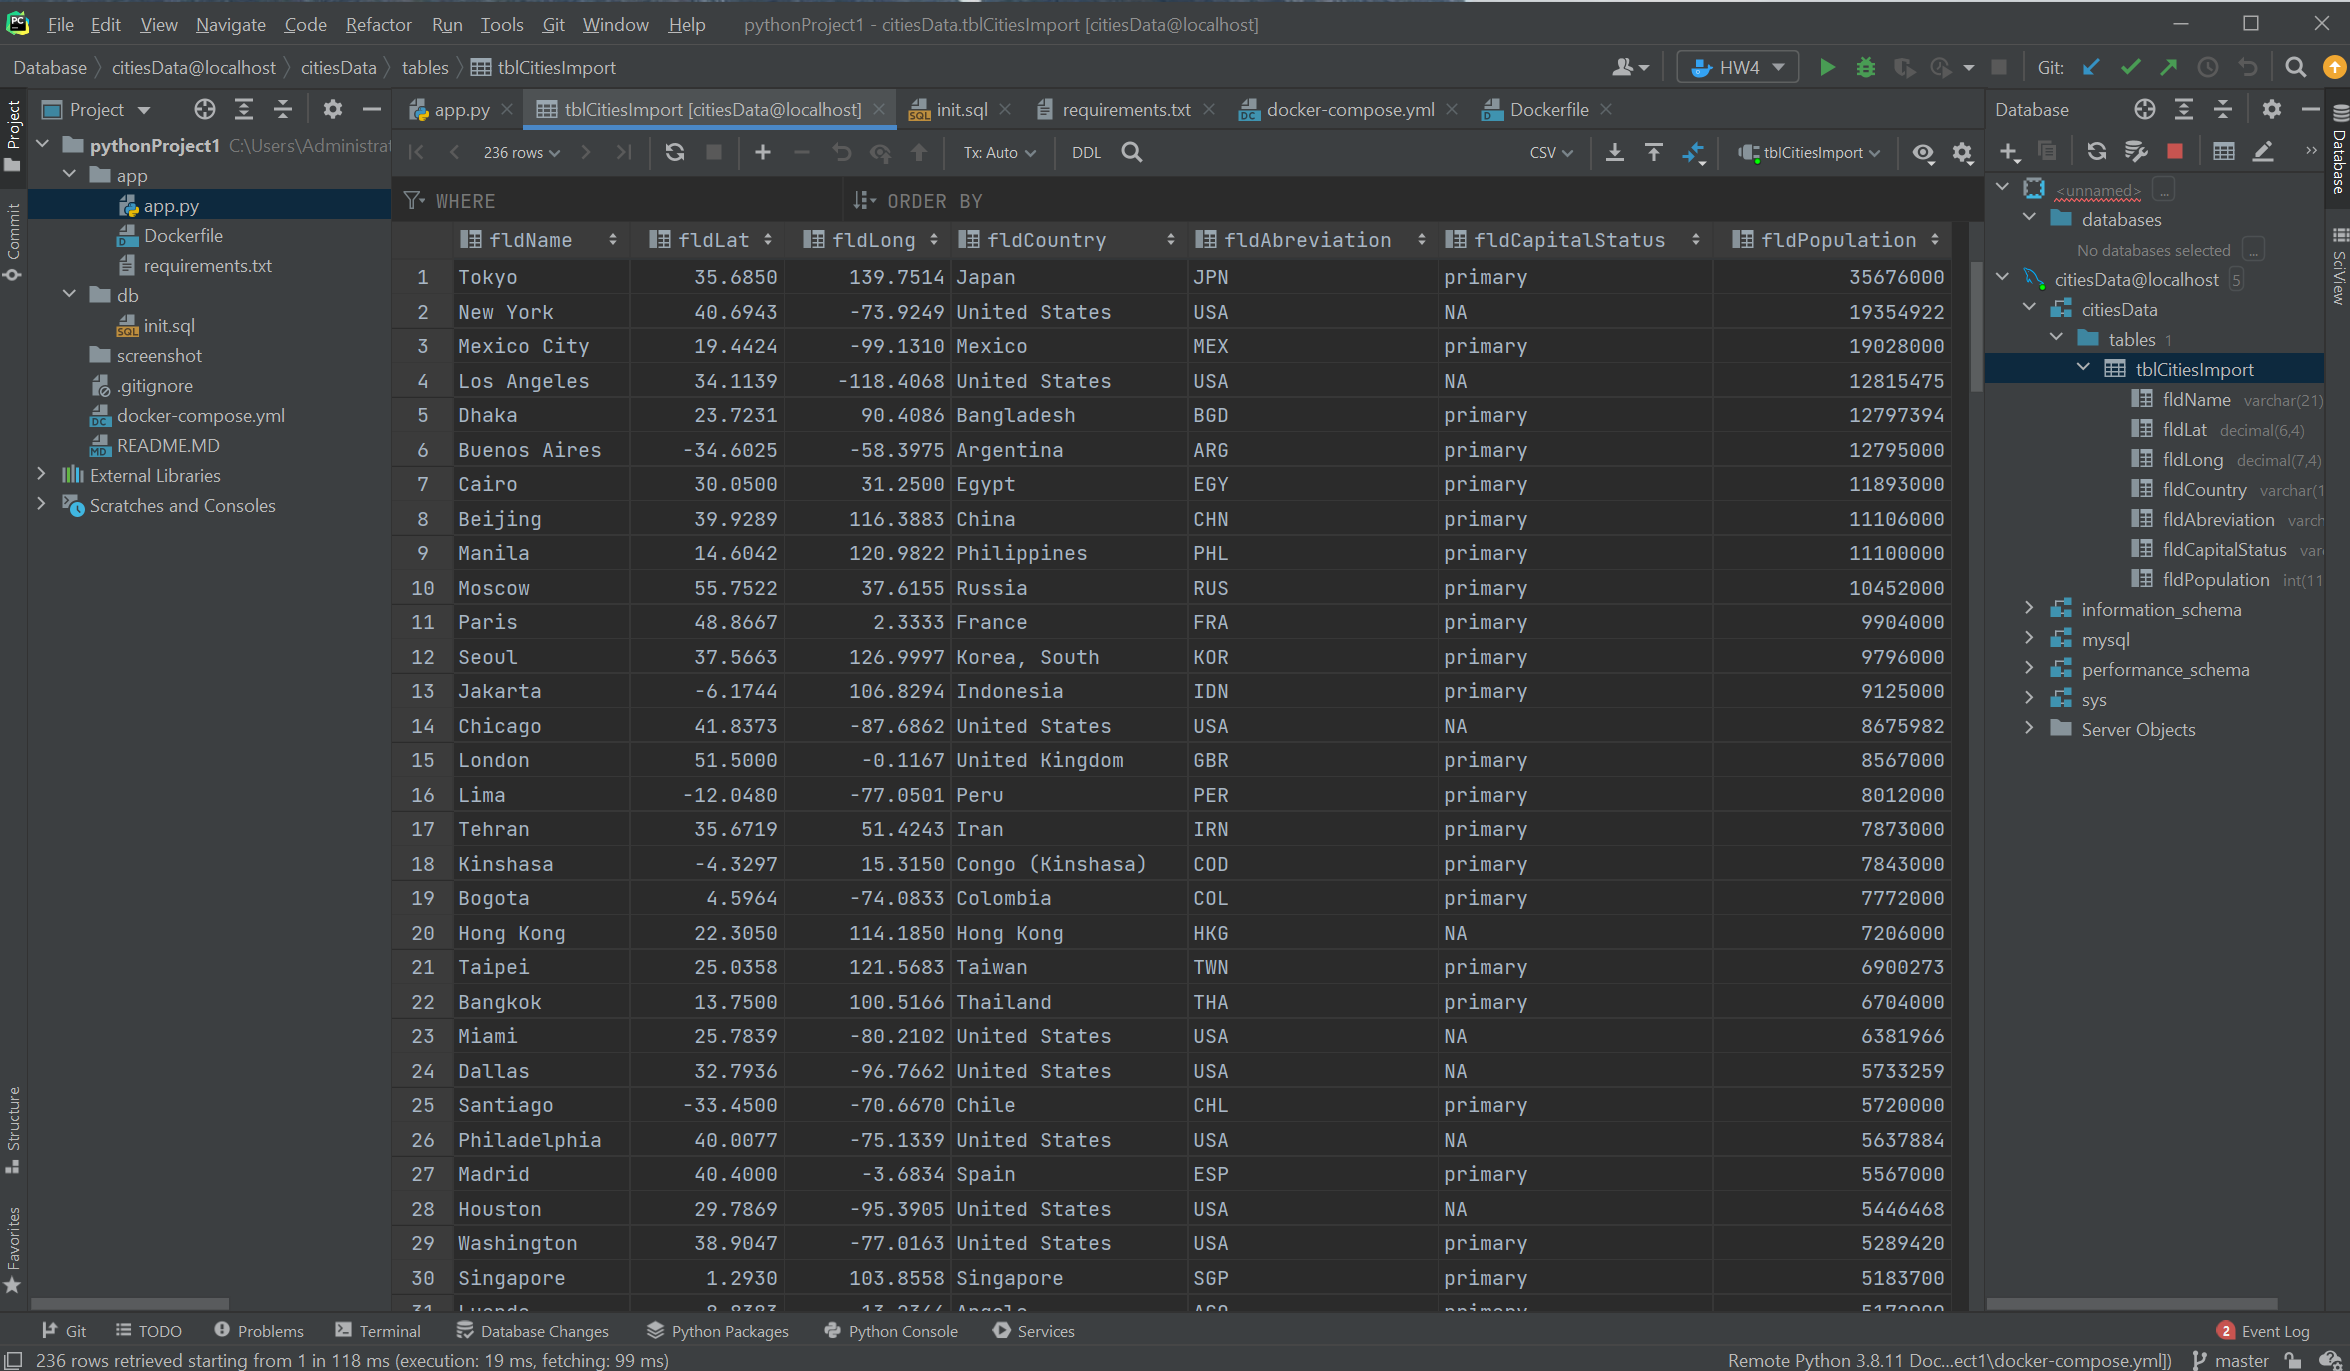 File Edit View Navigate Code Refactor Run Tools Git Window Help pythonProject1 - citiesData.tblCitiesImport [citiesData@localhost]
Database citiesData@localhost citiesData tables tblCitiesImport HW4 Git:
Project
app.py tblCitiesImport [citiesData@localhost] init.sql requirements.txt docker-compose.yml Dockerfile
Database
236 rows Tx: Auto DDL CSV tblCitiesImport
WHERE ORDER BY
Project
Commit
Structure
Favorites
pythonProject1 C:\Users\Administrat
app
app.py
Dockerfile
requirements.txt
db
init.sql
screenshot
.gitignore
docker-compose.yml
README.MD
External Libraries
Scratches and Consoles
fldName fldLat fldLong fldCountry fldAbreviation fldCapitalStatus fldPopulation
1 Tokyo 35.6850 139.7514 Japan JPN primary 35676000
2 New York 40.6943 -73.9249 United States USA NA 19354922
3 Mexico City 19.4424 -99.1310 Mexico MEX primary 19028000
4 Los Angeles 34.1139 -118.4068 United States USA NA 12815475
5 Dhaka 23.7231 90.4086 Bangladesh BGD primary 12797394
6 Buenos Aires -34.6025 -58.3975 Argentina ARG primary 12795000
7 Cairo 30.0500 31.2500 Egypt EGY primary 11893000
8 Beijing 39.9289 116.3883 China CHN primary 11106000
9 Manila 14.6042 120.9822 Philippines PHL primary 11100000
10 Moscow 55.7522 37.6155 Russia RUS primary 10452000
11 Paris 48.8667 2.3333 France FRA primary 9904000
12 Seoul 37.5663 126.9997 Korea, South KOR primary 9796000
13 Jakarta -6.1744 106.8294 Indonesia IDN primary 9125000
14 Chicago 41.8373 -87.6862 United States USA NA 8675982
15 London 51.5000 -0.1167 United Kingdom GBR primary 8567000
16 Lima -12.0480 -77.0501 Peru PER primary 8012000
17 Tehran 35.6719 51.4243 Iran IRN primary 7873000
18 Kinshasa -4.3297 15.3150 Congo (Kinshasa) COD primary 7843000
19 Bogota 4.5964 -74.0833 Colombia COL primary 7772000
20 Hong Kong 22.3050 114.1850 Hong Kong HKG NA 7206000
21 Taipei 25.0358 121.5683 Taiwan TWN primary 6900273
22 Bangkok 13.7500 100.5166 Thailand THA primary 6704000
23 Miami 25.7839 -80.2102 United States USA NA 6381966
24 Dallas 32.7936 -96.7662 United States USA NA 5733259
25 Santiago -33.4500 -70.6670 Chile CHL primary 5720000
26 Philadelphia 40.0077 -75.1339 United States USA NA 5637884
27 Madrid 40.4000 -3.6834 Spain ESP primary 5567000
28 Houston 29.7869 -95.3905 United States USA NA 5446468
29 Washington 38.9047 -77.0163 United States USA primary 5289420
30 Singapore 1.2930 103.8558 Singapore SGP primary 5183700
<unnamed> ...
databases
No databases selected ...
citiesData@localhost 5
citiesData
tables 1
tblCitiesImport
fldName varchar(21)
fldLat decimal(6,4)
fldLong decimal(7,4)
fldCountry varchar(1
fldAbreviation varch
fldCapitalStatus varc
fldPopulation int(11
information_schema
mysql
performance_schema
sys
Server Objects
Database
SciView
Git TODO Problems Terminal Database Changes Python Packages Python Console Services 2 Event Log
236 rows retrieved starting from 1 in 118 ms (execution: 19 ms, fetching: 99 ms) Remote Python 3.8.11 Doc...ect1\docker-compose.yml]) master